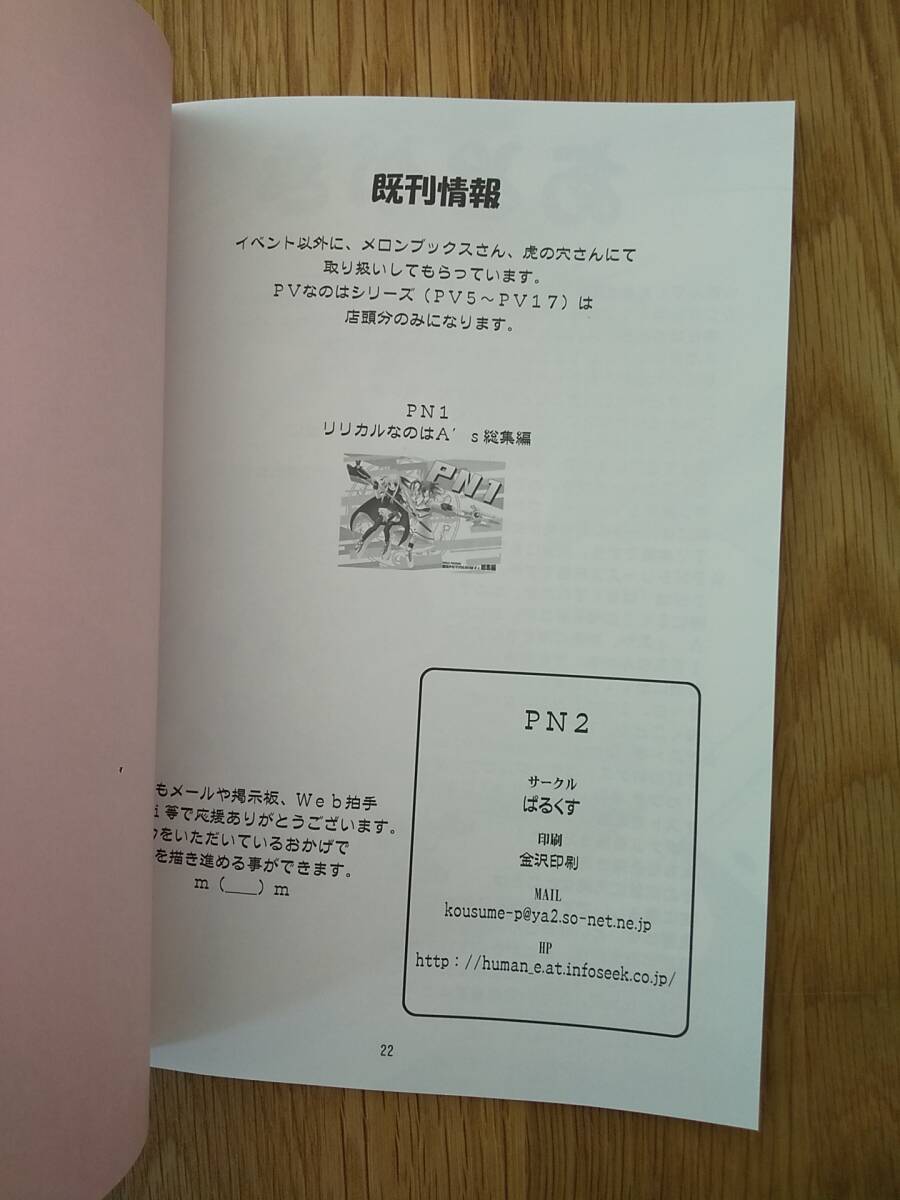 既刊情報
イベント以外に、メロンブックスさん、虎の穴さんにて
取り扱いしてもらっています。
PVなのはシリーズ(PV5~PV17)は
店頭分のみになります。
PN1
リリカルなのはA's総集編
PN1
総集編
もメールや掲示板、Web拍手
i等で応援ありがとうございます。
をいただいているおかげで
を描き進める事ができます。
m(___)m
PN2
サークル
ぱるくす
印刷
金沢印刷
MAIL
kousume-p@ya2.so-net.ne.jp
HP
http://human_e.at.infoseek.co.jp/
22